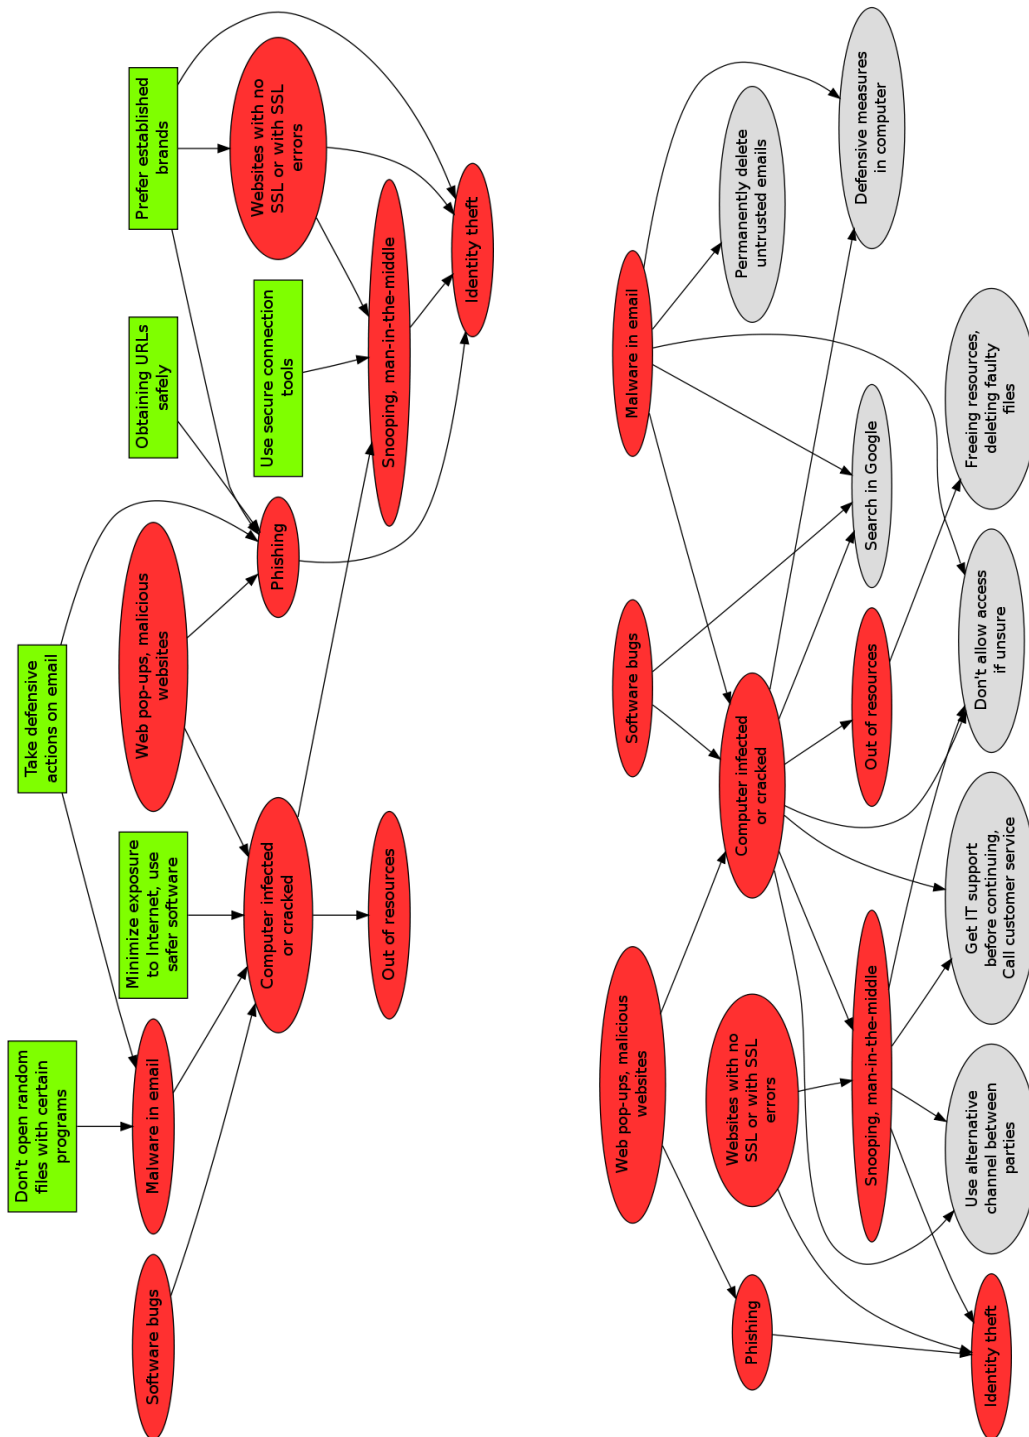 Don't open random
files with certain
programs
Take defensive
actions on email
Software bugs
Malware in email
Minimize exposure
to Internet, use
safer software
Web pop-ups, malicious
websites
Obtaining URLs
safely
Prefer established
brands
Computer infected
or cracked
Phishing
Use secure connection
tools
Websites with no
SSL or with SSL
errors
Out of resources
Snooping, man-in-the-middle
Identity theft
Web pop-ups, malicious
websites
Software bugs
Malware in email
Phishing
Websites with no
SSL or with SSL
errors
Computer infected
or cracked
Permanently delete
untrusted emails
Snooping, man-in-the-middle
Out of resources
Search in Google
Defensive measures
in computer
Identity theft
Use alternative
channel between
parties
Get IT support
before continuing,
Call customer service
Don't allow access
if unsure
Freeing resources,
deleting faulty
files